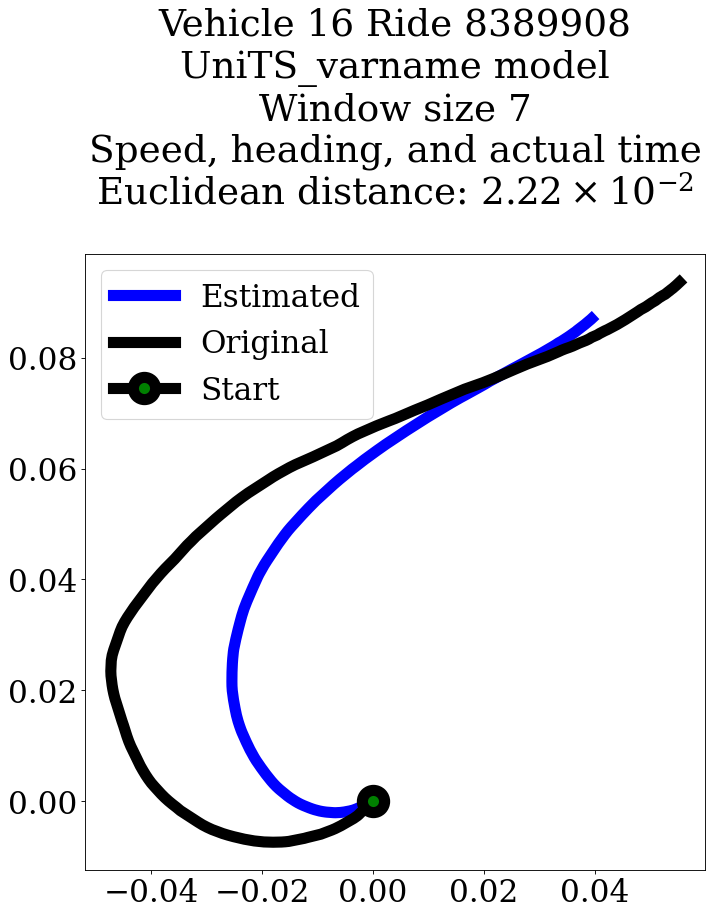 Vehicle 16 Ride 8389908
UniTS_varname model
Window size 7
Speed, heading, and actual time
Euclidean distance: 2.22 × 10⁻²
Estimated
Original
Start
0.08
0.06
0.04
0.02
0.00
−0.04 −0.02 0.00 0.02 0.04